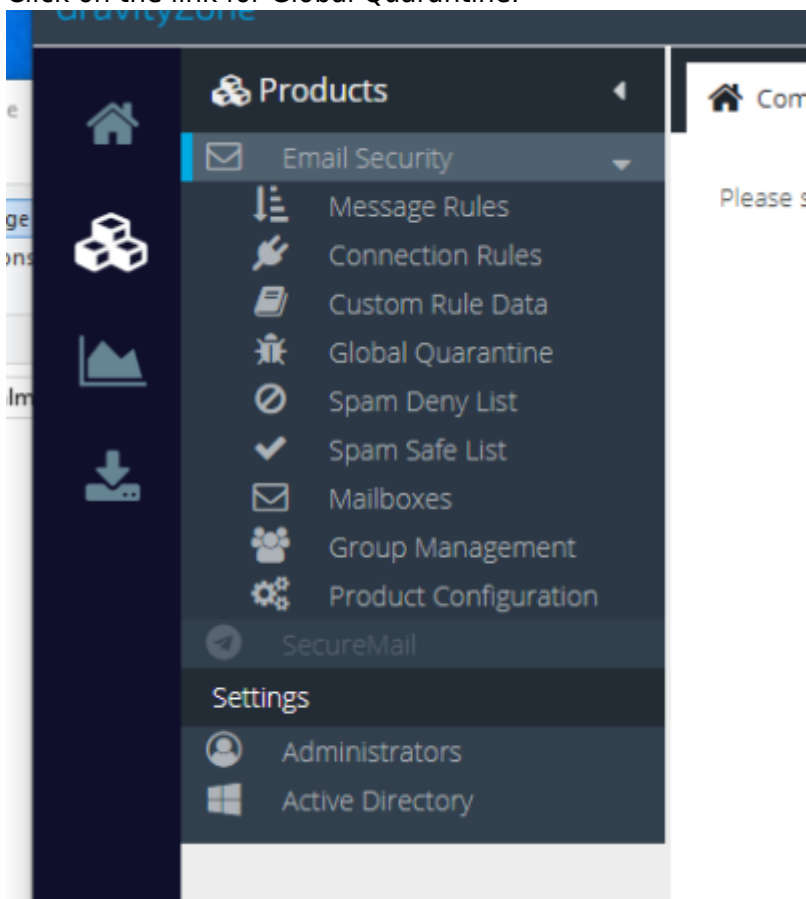 Click on the link for Global Quarantine.
GravityZone
Products
Com
Email Security
Please s
Message Rules
Connection Rules
Custom Rule Data
Global Quarantine
Spam Deny List
Spam Safe List
Mailboxes
Group Management
Product Configuration
SecureMail
Settings
Administrators
Active Directory